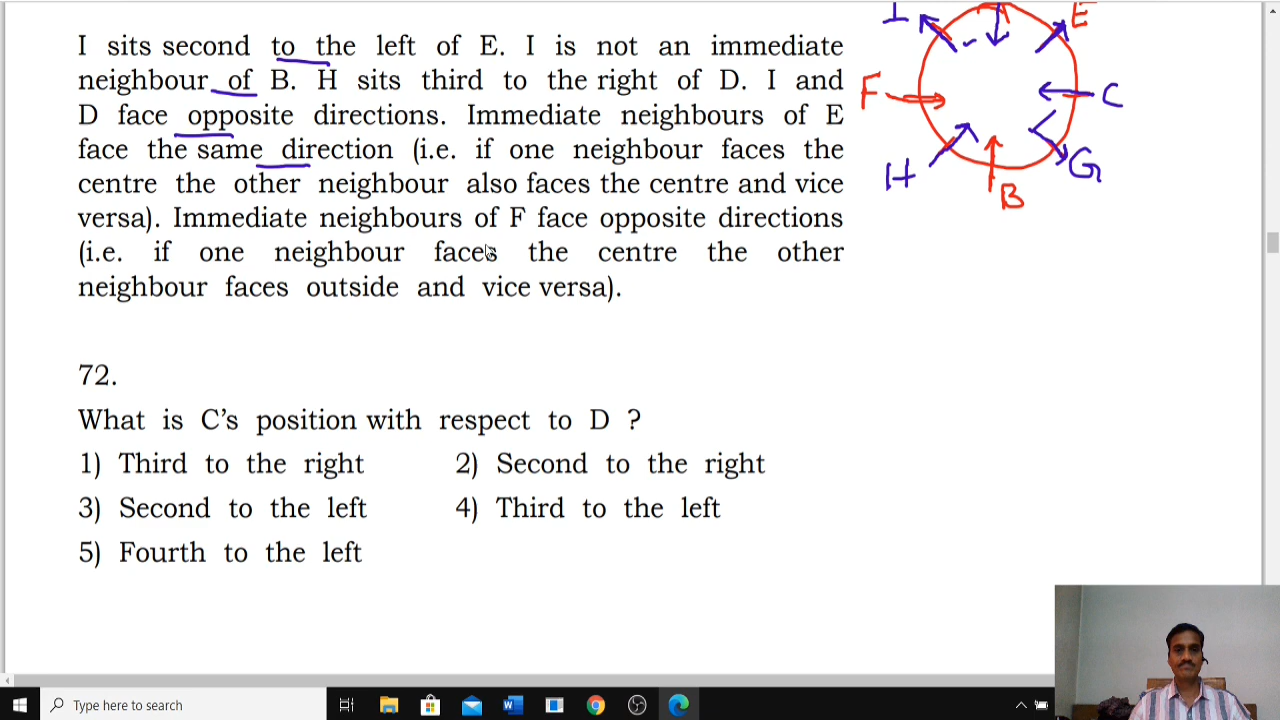 I sits second to the left of E. I is not an immediate
neighbour of B. H sits third to the right of D. I and
D face opposite directions. Immediate neighbours of E
face the same direction (i.e. if one neighbour faces the
centre the other neighbour also faces the centre and vice
versa). Immediate neighbours of F face opposite directions
(i.e. if one neighbour faces the centre the other
neighbour faces outside and vice versa).
I
E
F
C
H
G
B
72.
What is C's position with respect to D ?
1) Third to the right 2) Second to the right
3) Second to the left 4) Third to the left
5) Fourth to the left
Type here to search